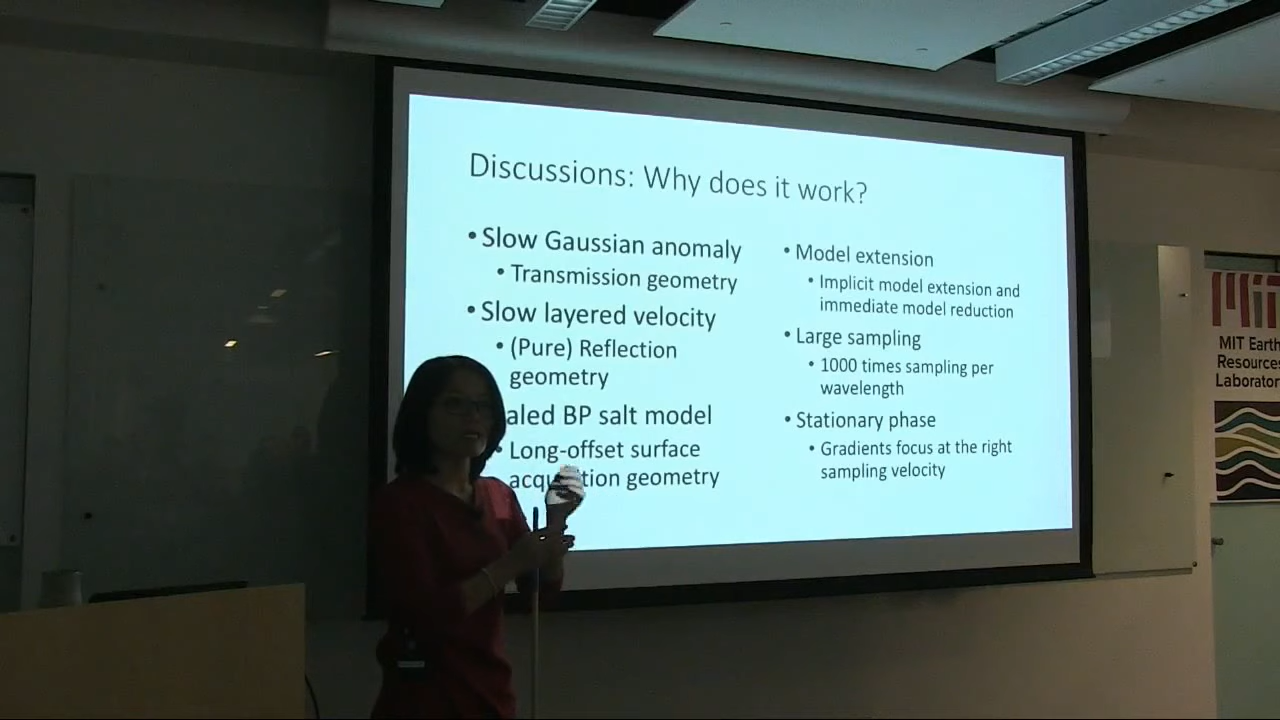 Discussions: Why does it work?
• Slow Gaussian anomaly
• Transmission geometry
• Slow layered velocity
• (Pure) Reflection
geometry
aled BP salt model
• Long-offset surface
acqu tion geometry
• Model extension
• Implicit model extension and
immediate model reduction
• Large sampling
• 1000 times sampling per
wavelength
• Stationary phase
• Gradients focus at the right
sampling velocity
MIT
MIT Earth
Resources
Laborator